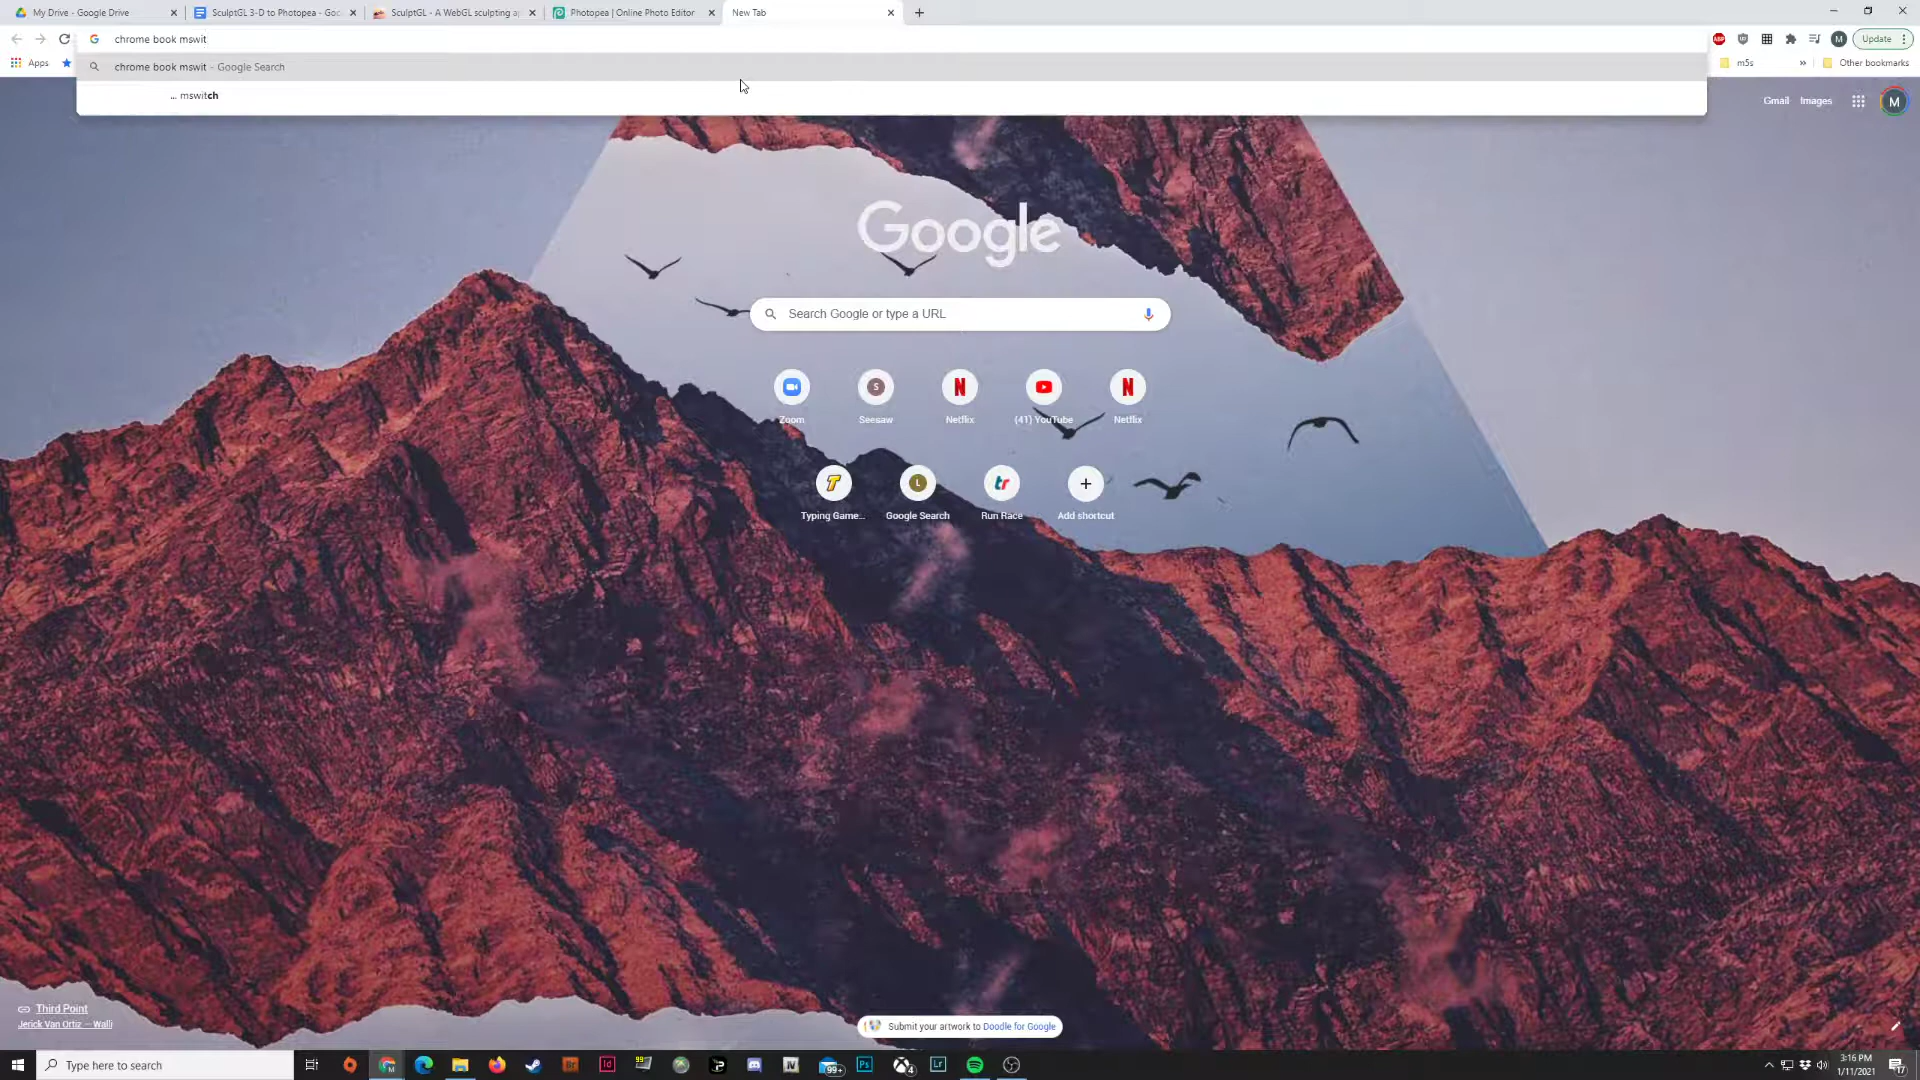 My Drive - Google Drive
SculptGL 3-D to Photopea - Goo
SculptGL - A WebGL sculpting a
Photopea | Online Photo Editor
New Tab
chrome book mswit
Update
chrome book mswit - Google Search
... mswitch
Apps
m5s
»
Other bookmarks
Gmail
Images
M
Google
Search Google or type a URL
Zoom
Seesaw
Netflix
(41) YouTube
Netflix
Typing Game...
Google Search
Run Race
Add shortcut
Third Point
Jerick Van Ortiz — Walli
Submit your artwork to Doodle for Google
Type here to search
3:16 PM
1/11/2021